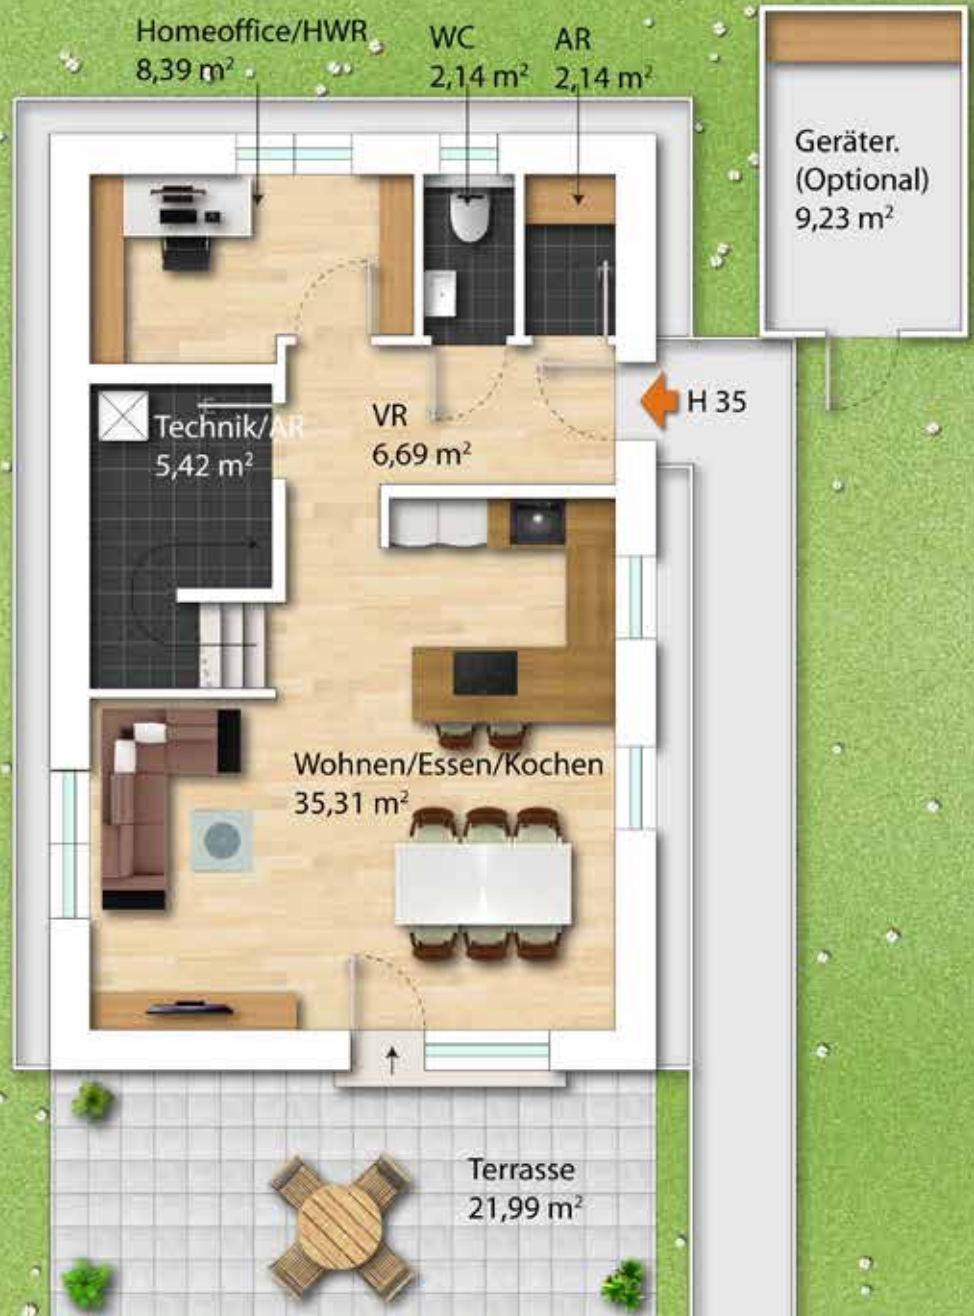 Homeoffice/HWR
8,39 m²
WC
2,14 m²
AR
2,14 m²
Geräter.
(Optional)
9,23 m²
H 35
VR
6,69 m²
Technik/AR
5,42 m²
Wohnen/Essen/Kochen
35,31 m²
Terrasse
21,99 m²